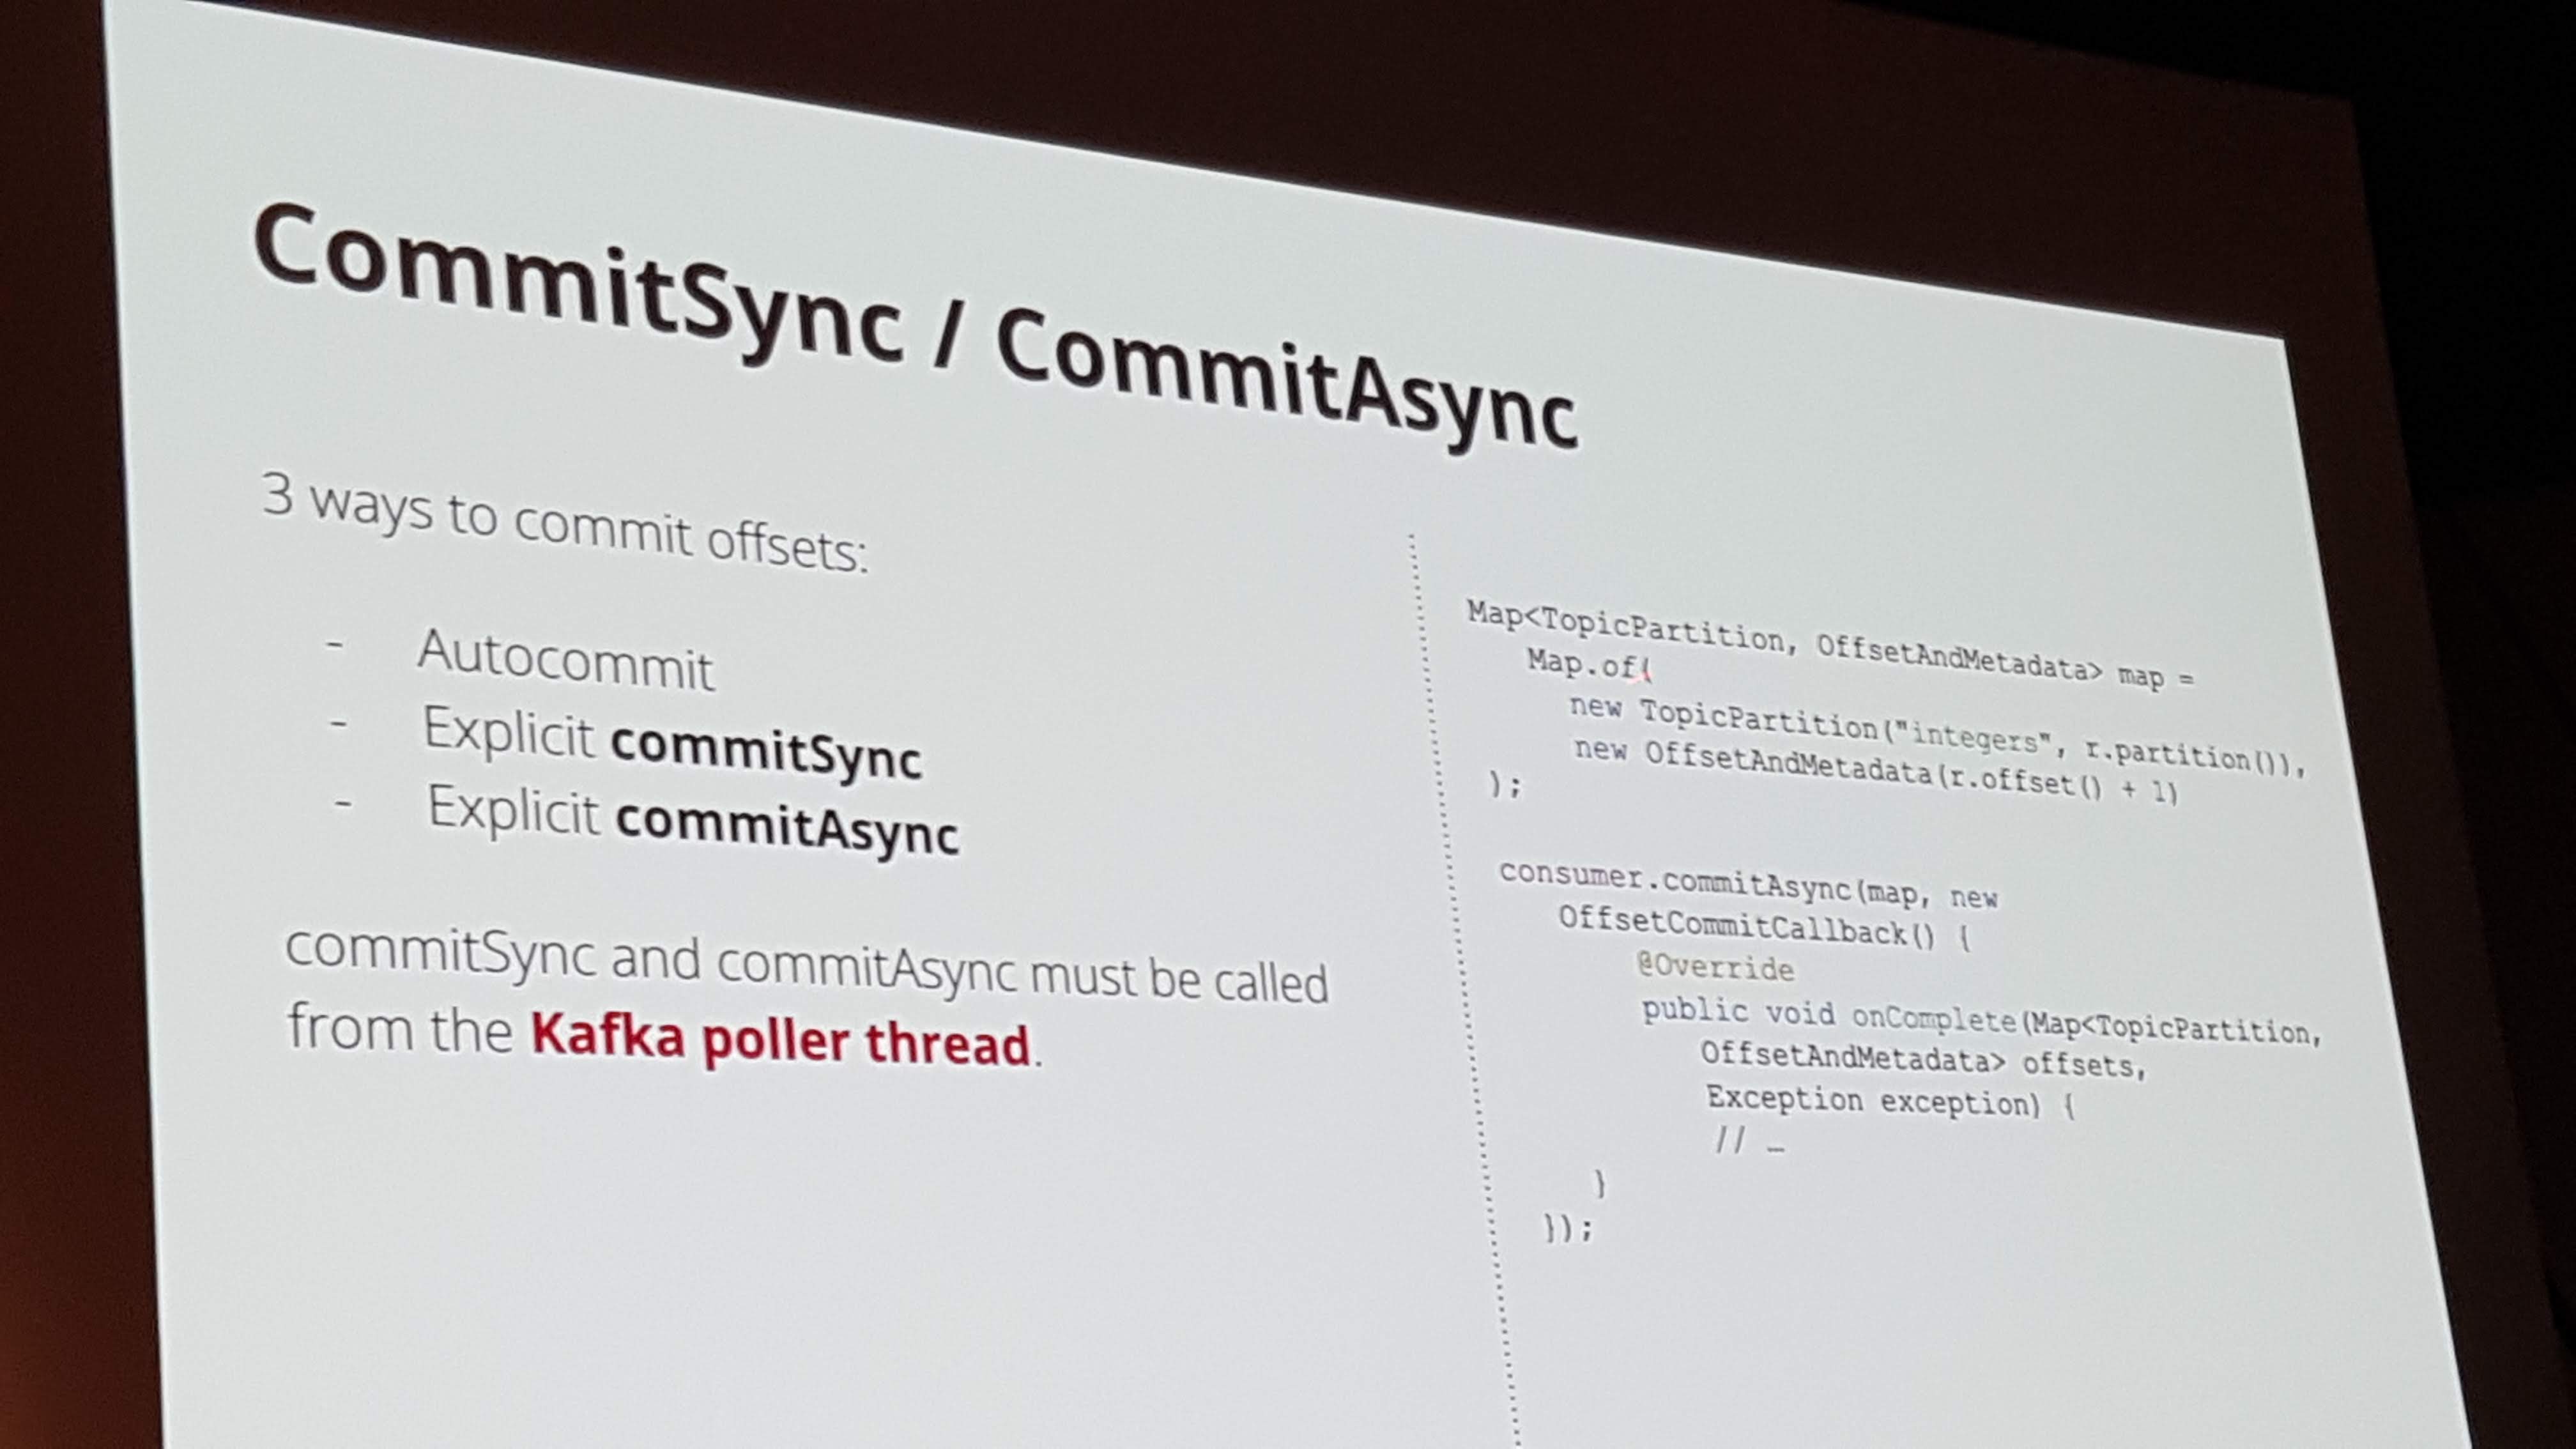 CommitSync / CommitAsync
3 ways to commit offsets:
- Autocommit
- Explicit commitSync
- Explicit commitAsync
commitSync and commitAsync must be called
from the Kafka poller thread.
Map<TopicPartition, OffsetAndMetadata> map =
Map.of(
new TopicPartition("integers", r.partition()),
new OffsetAndMetadata(r.offset() + 1)
);
consumer.commitAsync(map, new
OffsetCommitCallback() {
@Override
public void onComplete(Map<TopicPartition,
OffsetAndMetadata> offsets,
Exception exception) {
// …
}
});